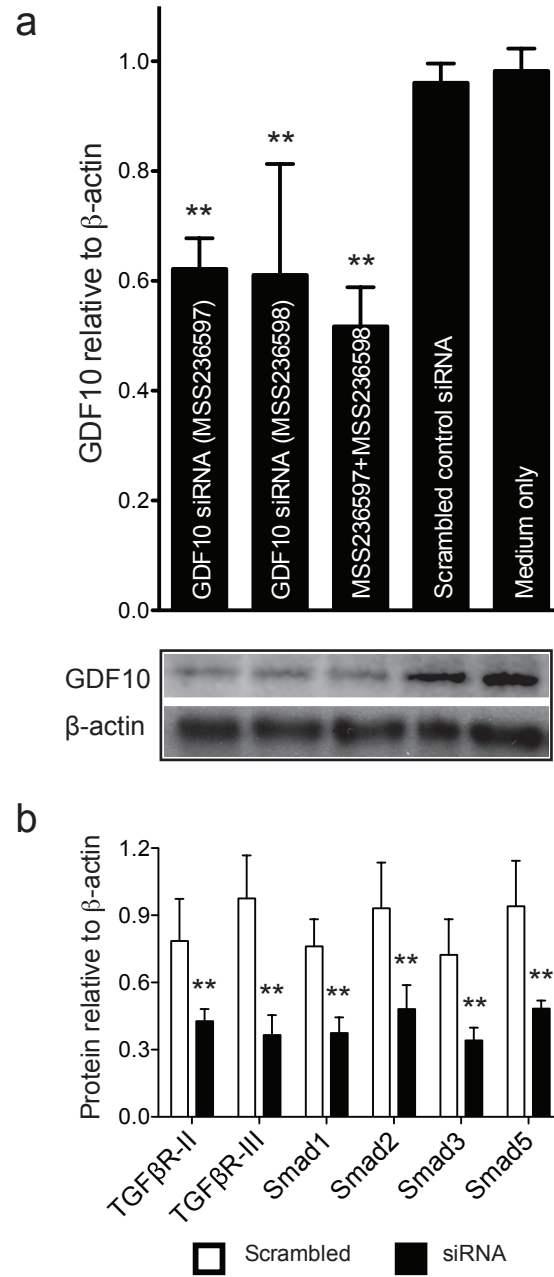 a
GDF10 relative to β-actin
1.0
0.8
0.6
0.4
0.2
0.0
**
**
**
GDF10 siRNA (MSS236597)
GDF10 siRNA (MSS236598)
MSS236597+MSS236598
Scrambled control siRNA
Medium only
GDF10
β-actin
b
Protein relative to β-actin
1.2
0.9
0.6
0.3
0.0
**
**
**
**
**
**
TGFβR-II
TGFβR-III
Smad1
Smad2
Smad3
Smad5
Scrambled
siRNA